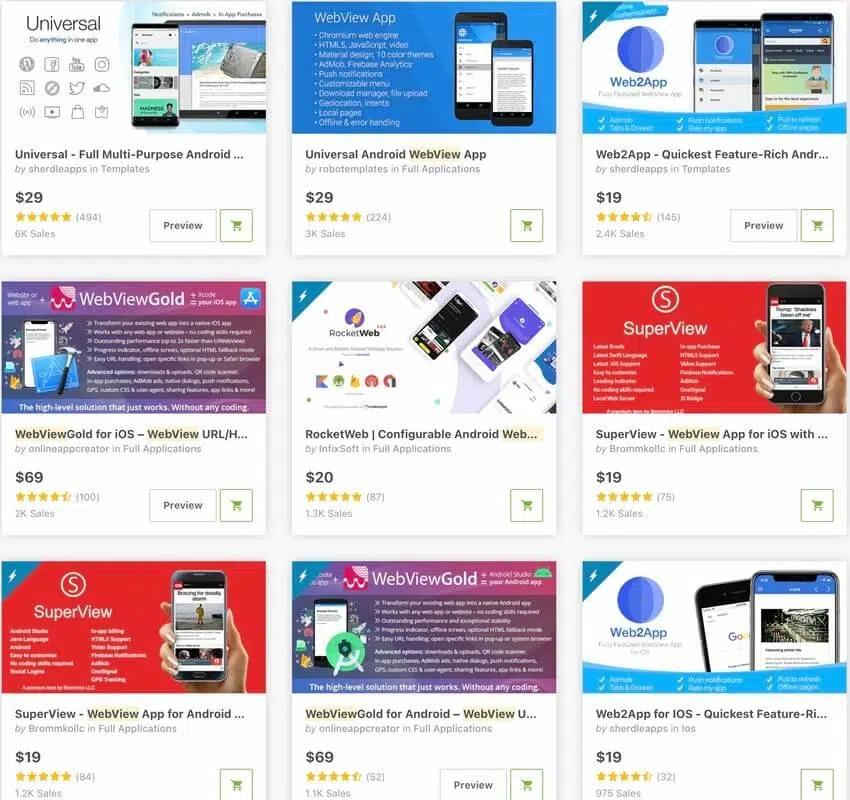 Universal
Do anything in one app
Notifications • Admob • In App Purchases
Universal - Full Multi-Purpose Android ...
by sherdleapps in Templates
$29
(494)
6K Sales
Preview
WebView App
• Chromium web engine
• HTML5, JavaScript, video
• Material design, 10 color themes
• AdMob, Firebase Analytics
• Push notifications
• Customizable menu
• Download manager, file upload
• Geolocation, intents
• Local pages
• Offline & error handling
Universal Android WebView App
by robotemplates in Full Applications
$29
(224)
3K Sales
Web2App
Fully Featured WebView App
Admob
Tabs & Drawer
Push notifications
Rate my app
Pull to refresh
Offline pages
Web2App - Quickest Feature-Rich Andr...
by sherdleapps in Templates
$19
(145)
2.4K Sales
Preview
Website or
web app
+
WebViewGold
+ Xcode
= your iOS app
Transform your existing web app into a native iOS app
Works with any web app or website – no coding skills required
Outstanding performance (up to 2x faster than UIWebView)
Progress indicator, offline screen, optional HTML fallback mode
Easy URL handling: open specific links in pop-up or Safari browser
Advanced options: downloads & uploads, QR code scanner,
in-app purchases, AdMob ads, native dialogs, push notifications,
GPS, custom CSS & user-agent, sharing features, app links & more!
The high-level solution that just works. Without any coding.
WebViewGold for iOS – WebView URL/H...
by onlineappcreator in Full Applications
$69
(100)
2K Sales
Preview
RocketWeb
RocketWeb | Configurable Android Web...
by InfixSoft in Full Applications
$20
(87)
1.3K Sales
SuperView
Latest Xcode
Latest Swift Language
Latest iOS Support
Easy to customise
Loading indicator
No coding skills required
Local Web Server
In-app Purchase
HTML5 Support
Video Support
Firebase Notifications
AdMob
OneSignal
JS Bridge
A premium item by Brommko LLC
Trump: 'Shackles
taken off me!'
SuperView - WebView App for iOS with ...
by Brommkollc in Full Applications
$19
(75)
1.2K Sales
SuperView
Android Studio
Java Language
Android
Easy to customise
No coding skills required
Social Logins
In-app billing
HTML5 Support
Video Support
Firebase Notifications
AdMob
OneSignal
GPS Tracking
A premium item by Brommko LLC
Bracing for deadly
storm
SuperView - WebView App for Android ...
by Brommkollc in Full Applications
$19
(84)
1.2K Sales
+
WebViewGold
+ Android Studio
= your Android app
Transform your existing web app into a native Android app
Works with any web app or website – no coding skills required
Outstanding performance and exceptional stability
Progress indicator, offline screen, optional HTML fallback mode
Easy URL handling: open specific links in pop-up or system browser
Advanced options: downloads & uploads, QR code scanner,
in-app purchases, AdMob ads, native dialogs, push notifications,
GPS, custom CSS & user-agent, sharing features, app links & more!
The high-level solution that just works. Without any coding.
WebViewGold for Android – WebView U...
by onlineappcreator in Full Applications
$69
(52)
1.1K Sales
Preview
Web2App
Fully Featured WebView App
for iOS
Admob
Tabs & Drawer
Push notifications
Rate my app
Pull to refresh
Offline pages
Web2App for IOS - Quickest Feature-Ri...
by sherdleapps in Ios
$19
(32)
975 Sales